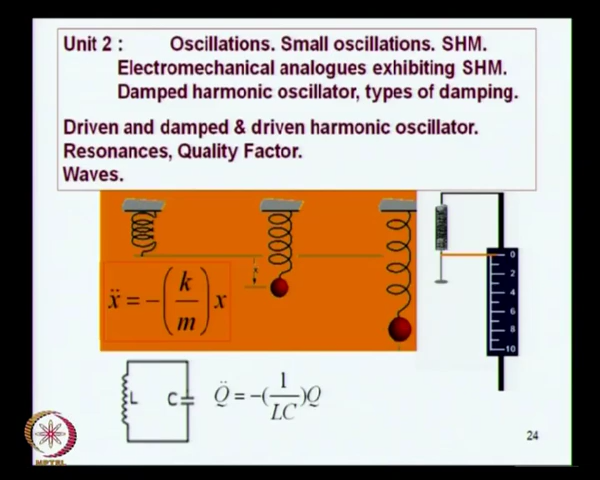 Unit 2 : Oscillations. Small oscillations. SHM.
Electromechanical analogues exhibiting SHM.
Damped harmonic oscillator, types of damping.
Driven and damped & driven harmonic oscillator.
Resonances, Quality Factor.
Waves.
x
ẍ = −(k/m) x
0
2
4
6
8
10
L C
Q̈ = −(1/LC)Q
NPTEL
24